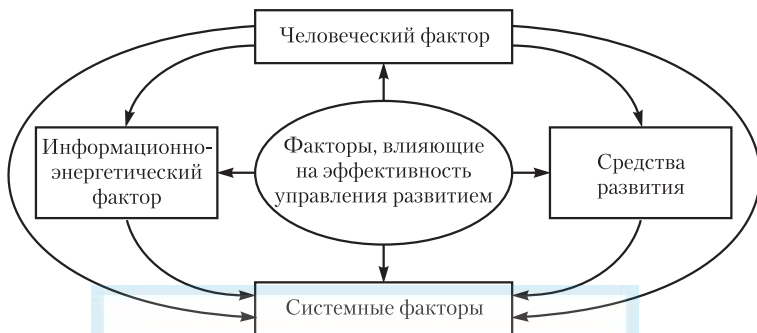 Человеческий фактор
Информационно-
энергетический
фактор
Факторы, влияющие
на эффективность
управления развитием
Средства
развития
Системные факторы